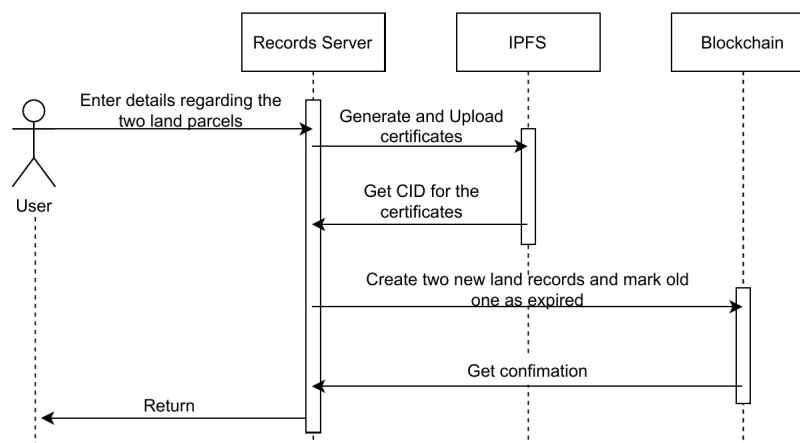 Records Server
IPFS
Blockchain
Enter details regarding the
two land parcels
Generate and Upload
certificates
User
Get CID for the
certificates
Create two new land records and mark old
one as expired
Get confimation
Return